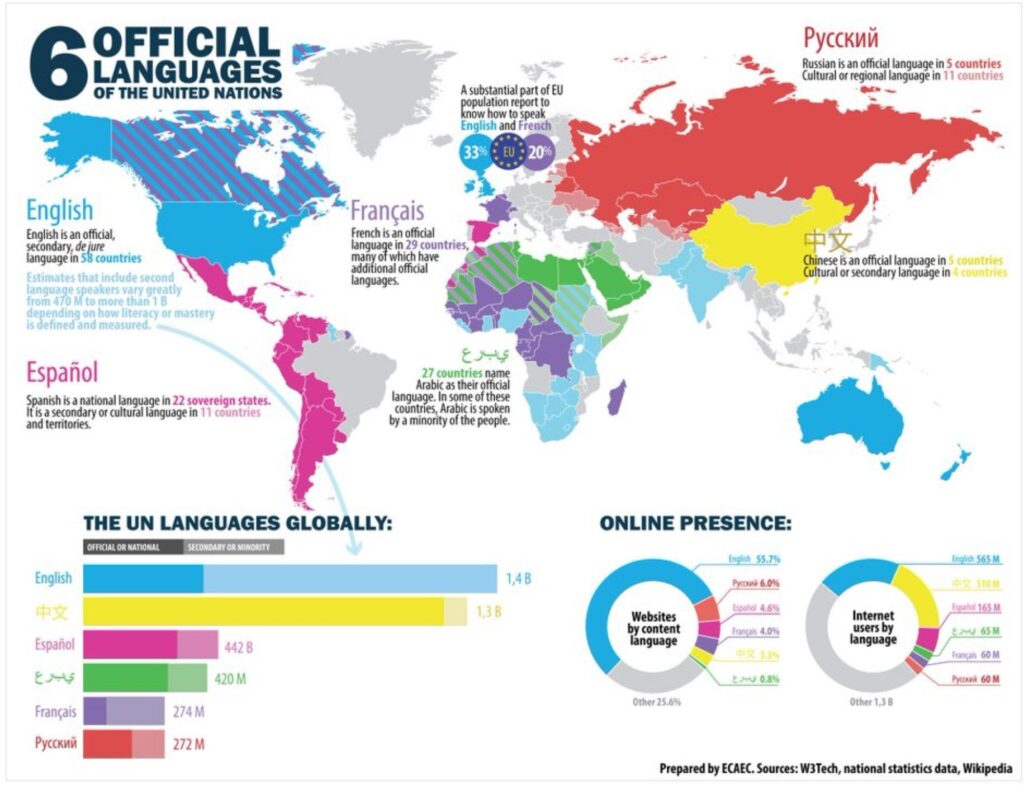 6 OFFICIAL
LANGUAGES
OF THE UNITED NATIONS
Русский
Russian is an official language in 5 countries
Cultural or regional language in 11 countries
A substantial part of EU
population report to
know how to speak
English and French
33% EU 20%
English
English is an official,
secondary, de jure
language in 58 countries
Estimates that include second
language speakers vary greatly
from 470 M to more than 1 B
depending on how literacy or mastery
is defined and measured.
Français
French is an official
language in 29 countries,
many of which have
additional official
languages.
中文
Chinese is an official language in 5 countries
Cultural or secondary language in 4 countries
يبرع
27 countries name
Arabic as their official
language. In some of these
countries, Arabic is spoken
by a minority of the people.
Español
Spanish is a national language in 22 sovereign states.
It is a secondary or cultural language in 11 countries
and territories.
THE UN LANGUAGES GLOBALLY:
OFFICIAL OR NATIONAL SECONDARY OR MINORITY
English 1,4 B
中文 1,3 B
Español 442 B
يبرع 420 M
Français 274 M
Русский 272 M
ONLINE PRESENCE:
Websites
by content
language
English 55.7%
Русский 6.0%
Español 4.6%
Français 4.0%
中文 3.3%
يبرع 0.8%
Other 25.6%
Internet
users by
language
English 565 M
中文 510 M
Español 165 M
يبرع 65 M
Français 60 M
Русский 60 M
Other 1,3 B
Prepared by ECAEC. Sources: W3Tech, national statistics data, Wikipedia